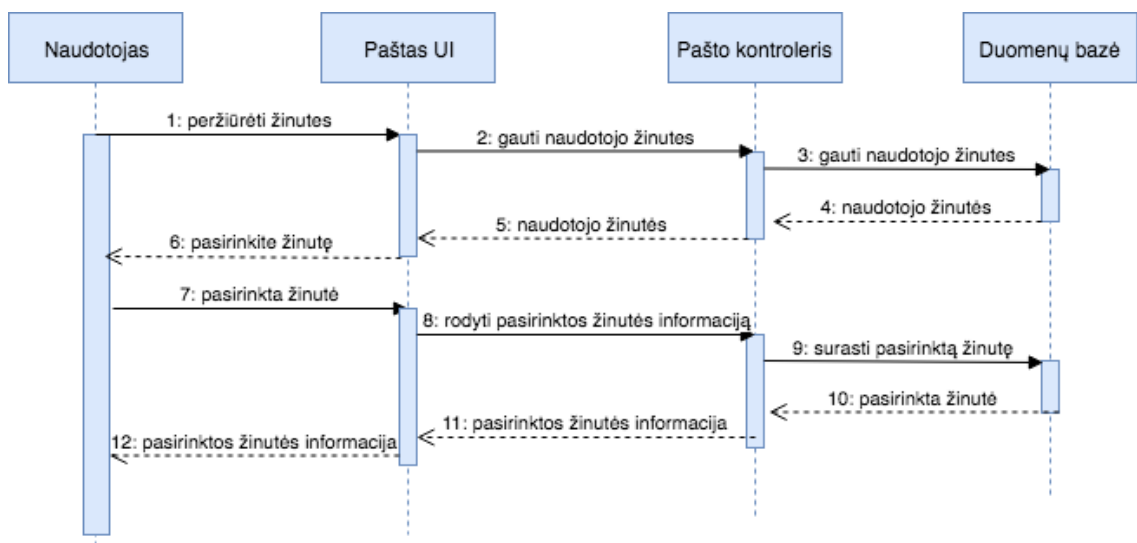 Naudotojas
Paštas UI
Pašto kontroleris
Duomenų bazė
1: peržiūrėti žinutes
2: gauti naudotojo žinutes
3: gauti naudotojo žinutes
4: naudotojo žinutės
5: naudotojo žinutės
6: pasirinkite žinutę
7: pasirinkta žinutė
8: rodyti pasirinktos žinutės informaciją
9: surasti pasirinktą žinutę
10: pasirinkta žinutė
11: pasirinktos žinutės informacija
12: pasirinktos žinutės informacija